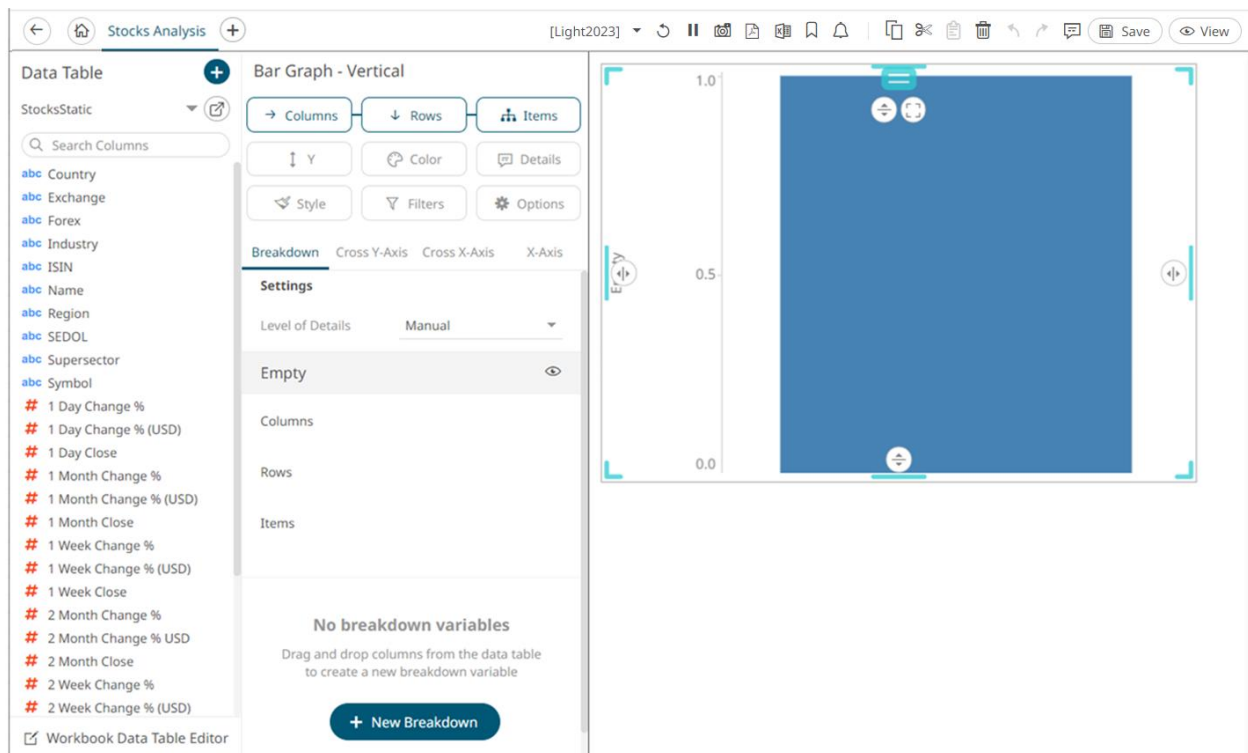 Stocks Analysis
[Light2023]
Save
View
Data Table
StocksStatic
Search Columns
abc Country
abc Exchange
abc Forex
abc Industry
abc ISIN
abc Name
abc Region
abc SEDOL
abc Supersector
abc Symbol
# 1 Day Change %
# 1 Day Change % (USD)
# 1 Day Close
# 1 Month Change %
# 1 Month Change % (USD)
# 1 Month Close
# 1 Week Change %
# 1 Week Change % (USD)
# 1 Week Close
# 2 Month Change %
# 2 Month Change % USD
# 2 Month Close
# 2 Week Change %
# 2 Week Change % (USD)
Workbook Data Table Editor
Bar Graph - Vertical
Columns
Rows
Items
Y
Color
Details
Style
Filters
Options
Breakdown Cross Y-Axis Cross X-Axis X-Axis
Settings
Level of Details Manual
Empty
Columns
Rows
Items
No breakdown variables
Drag and drop columns from the data table
to create a new breakdown variable
+ New Breakdown
1.0
0.5
0.0